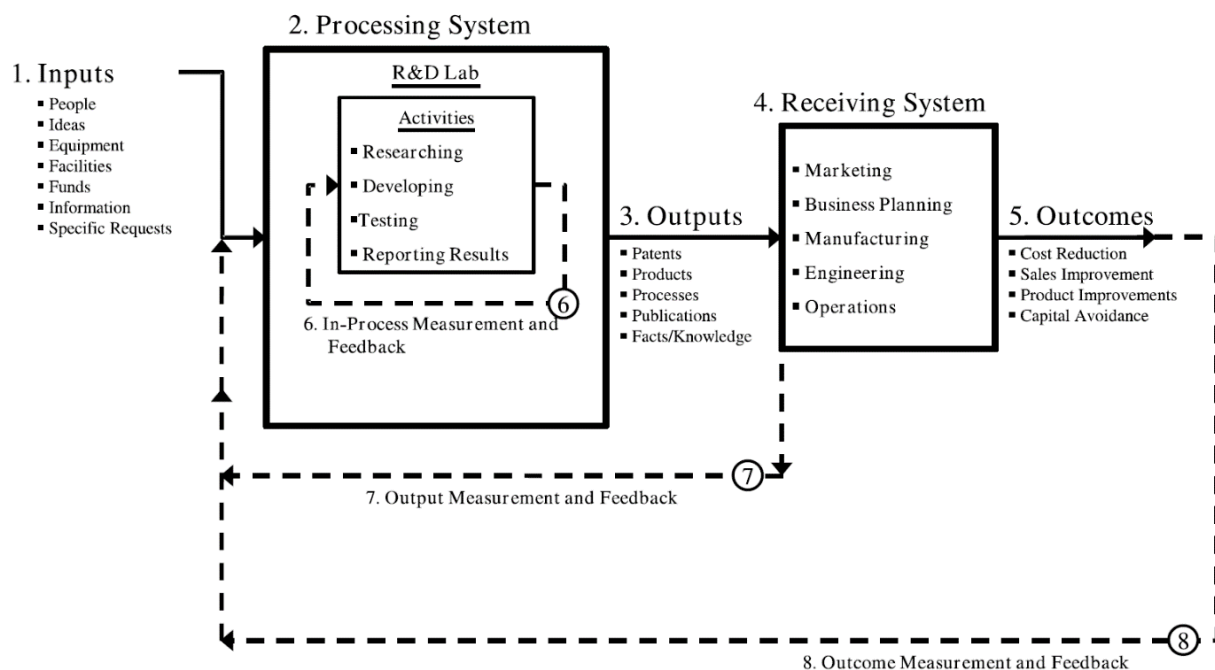 2. Processing System
1. Inputs
▪ People
▪ Ideas
▪ Equipment
▪ Facilities
▪ Funds
▪ Information
▪ Specific Requests
R&D Lab
Activities
▪ Researching
▪ Developing
▪Testing
▪ Reporting Results
6
6. In-Process Measurement and
Feedback
3. Outputs
▪ Patents
▪ Products
▪ Processes
▪ Publications
▪ Facts/Knowledge
4. Receiving System
▪ Marketing
▪ Business Planning
▪ Manufacturing
▪ Engineering
▪ Operations
5. Outcomes
▪ Cost Reduction
▪ Sales Improvement
▪ Product Improvements
▪ Capital Avoidance
7
7. Output Measurement and Feedback
8
8. Outcome Measurement and Feedback